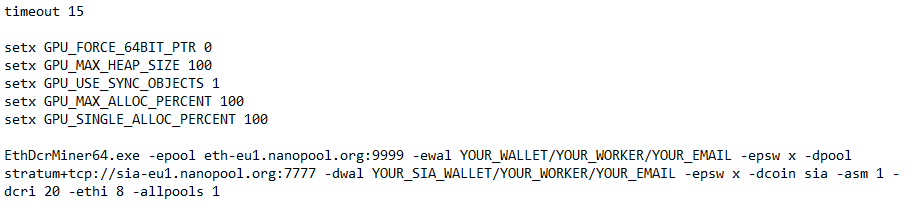 timeout 15
setx GPU_FORCE_64BIT_PTR 0
setx GPU_MAX_HEAP_SIZE 100
setx GPU_USE_SYNC_OBJECTS 1
setx GPU_MAX_ALLOC_PERCENT 100
setx GPU_SINGLE_ALLOC_PERCENT 100
EthDcrMiner64.exe -epool eth-eu1.nanopool.org:9999 -ewal YOUR_WALLET/YOUR_WORKER/YOUR_EMAIL -epsw x -dpool
stratum+tcp://sia-eu1.nanopool.org:7777 -dwal YOUR_SIA_WALLET/YOUR_WORKER/YOUR_EMAIL -epsw x -dcoin sia -asm 1 -
dcri 20 -ethi 8 -allpools 1